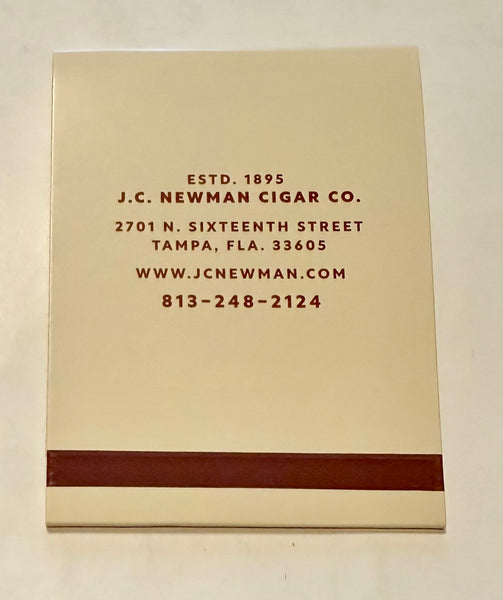 ESTD. 1895
J.C. NEWMAN CIGAR CO.
2701 N. SIXTEENTH STREET
TAMPA, FLA. 33605
WWW.JCNEWMAN.COM
813-248-2124